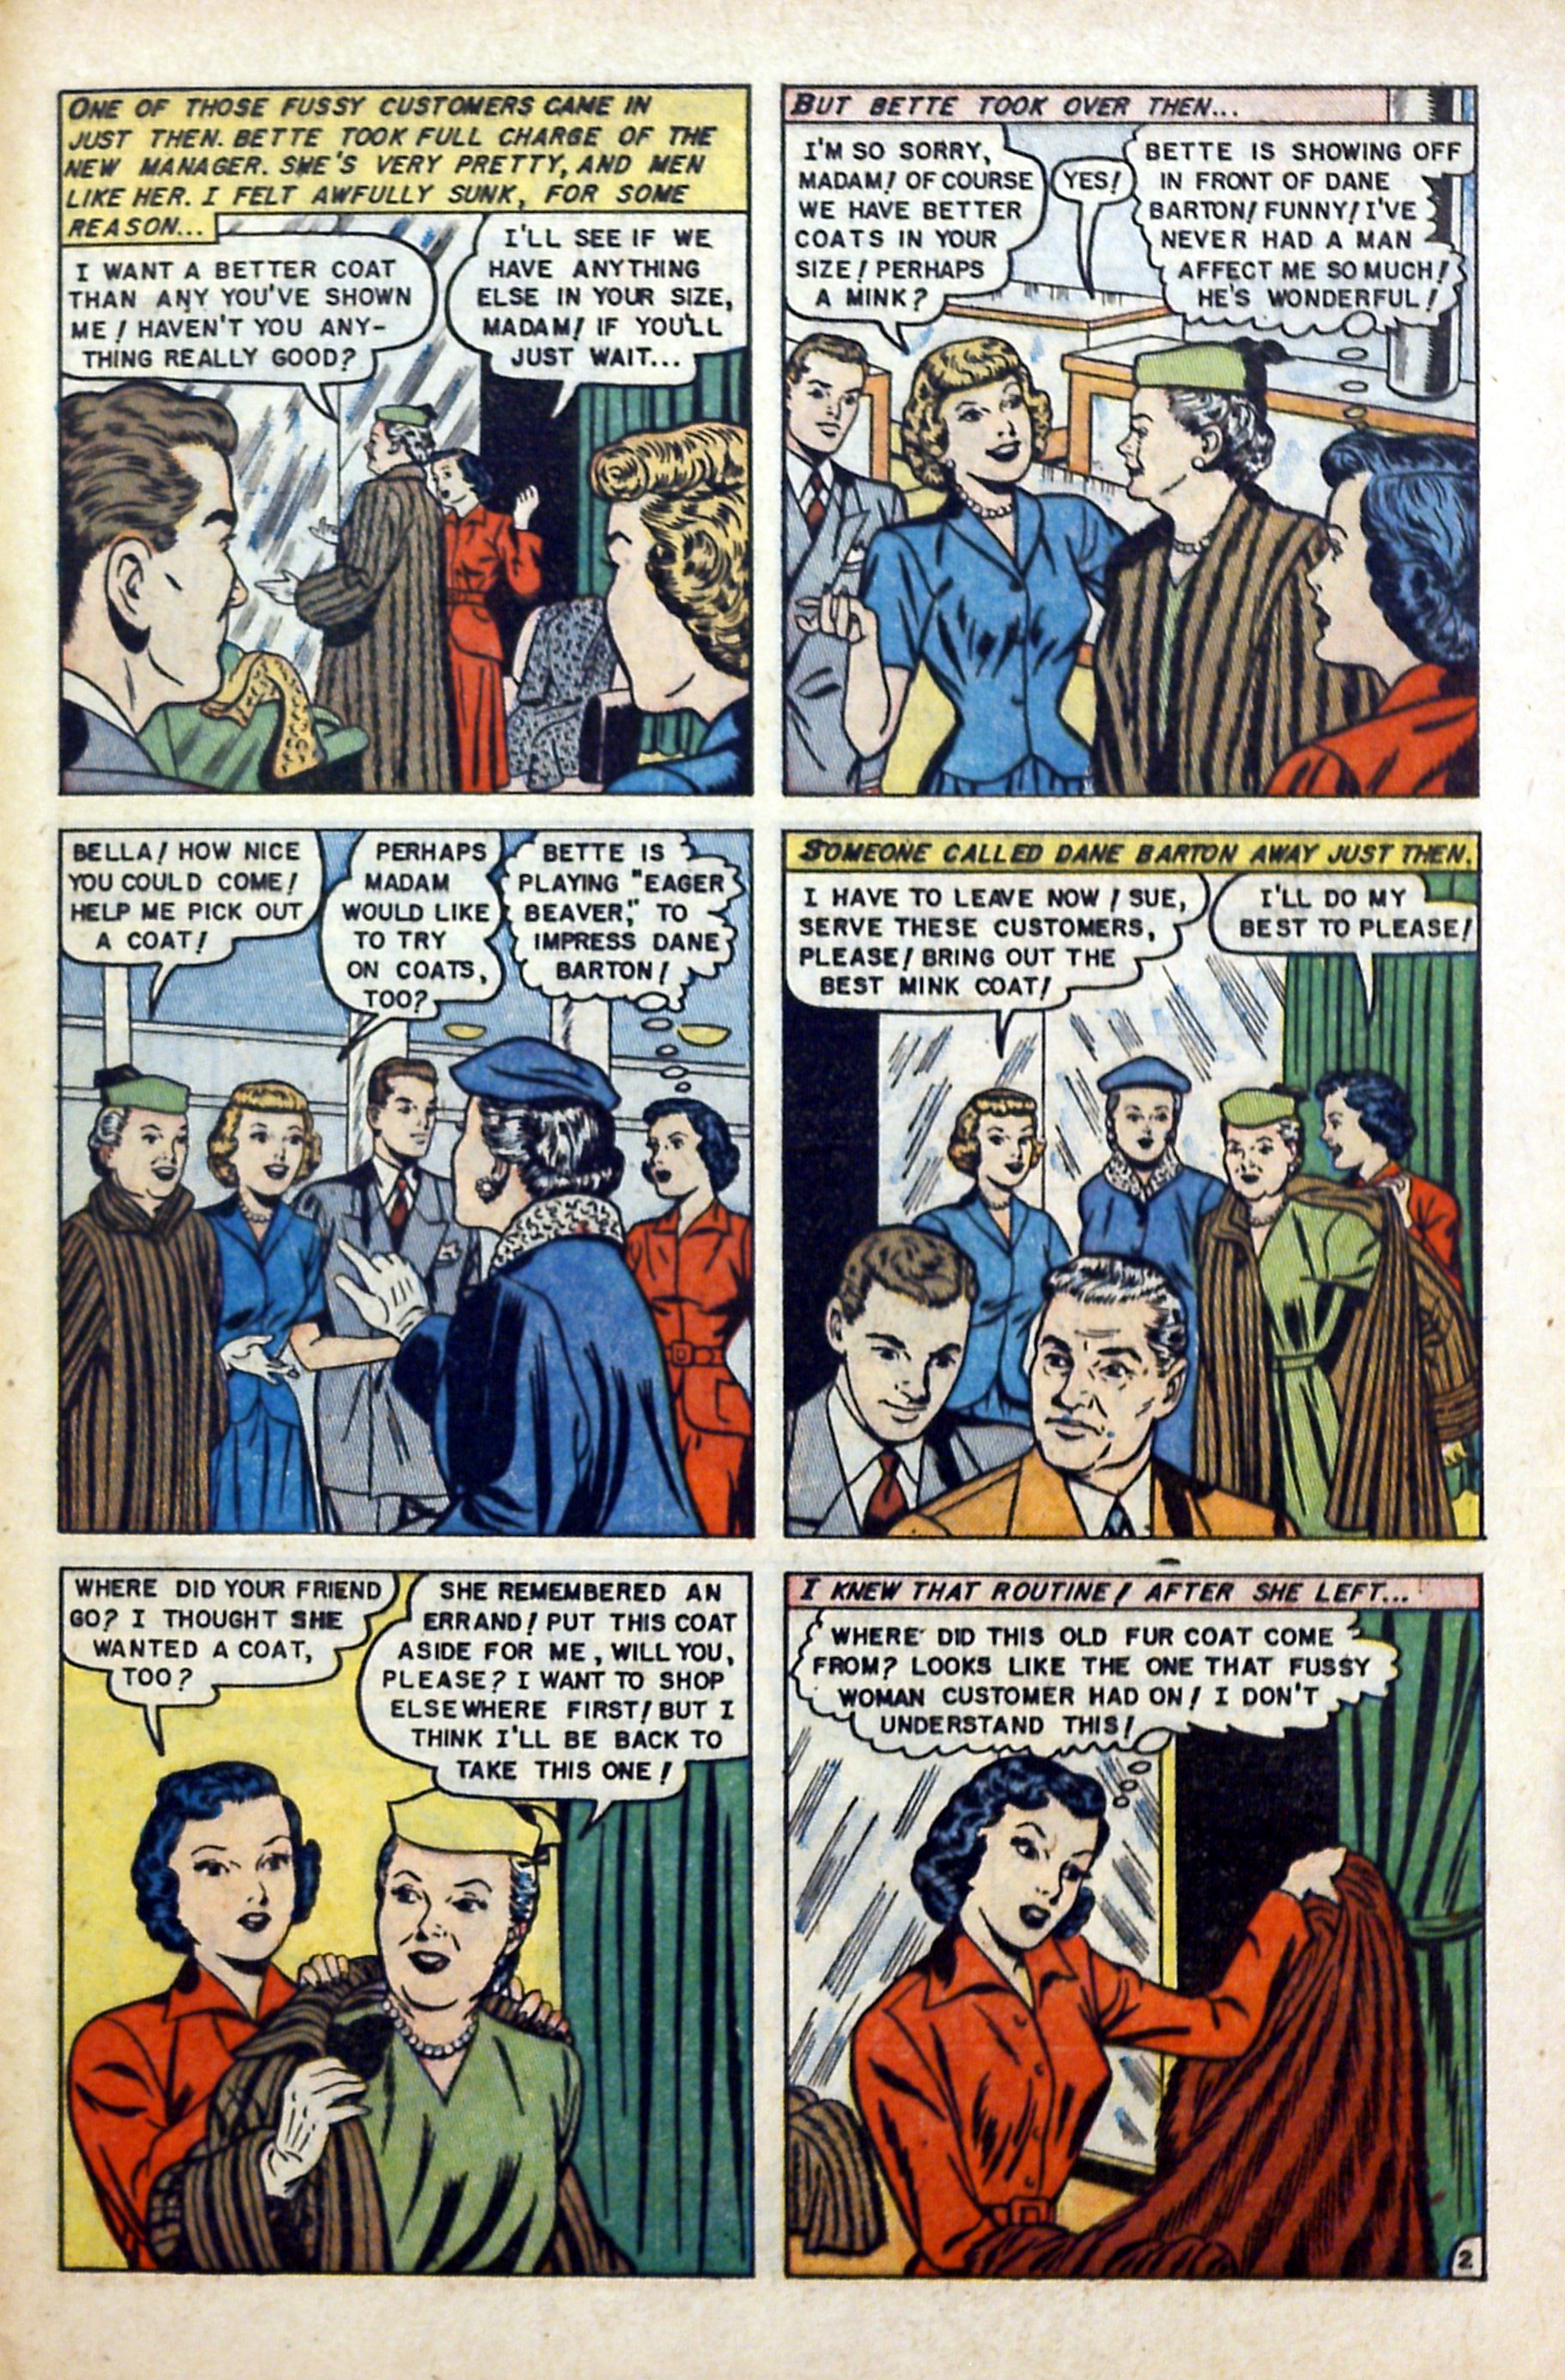 ONE OF THOSE FUSSY CUSTOMERS CAME IN
JUST THEN. BETTE TOOK FULL CHARGE OF THE
NEW MANAGER. SHE'S VERY PRETTY, AND MEN
LIKE HER. I FELT AWFULLY SUNK, FOR SOME
REASON...
I WANT A BETTER COAT
THAN ANY YOU'VE SHOWN
ME! HAVEN'T YOU ANY-
THING REALLY GOOD?
I'LL SEE IF WE
HAVE ANYTHING
ELSE IN YOUR SIZE,
MADAM! IF YOU'LL
JUST WAIT...
BUT BETTE TOOK OVER THEN...
I'M SO SORRY,
MADAM! OF COURSE
WE HAVE BETTER
COATS IN YOUR
SIZE! PERHAPS
A MINK?
YES!
BETTE IS SHOWING OFF
IN FRONT OF DANE
BARTON! FUNNY! I'VE
NEVER HAD A MAN
AFFECT ME SO MUCH!
HE'S WONDERFUL!
BELLA! HOW NICE
YOU COULD COME!
HELP ME PICK OUT
A COAT!
PERHAPS
MADAM
WOULD LIKE
TO TRY
ON COATS,
TOO?
BETTE IS
PLAYING "EAGER
BEAVER," TO
IMPRESS DANE
BARTON!
SOMEONE CALLED DANE BARTON AWAY JUST THEN.
I HAVE TO LEAVE NOW! SUE,
SERVE THESE CUSTOMERS,
PLEASE! BRING OUT THE
BEST MINK COAT!
I'LL DO MY
BEST TO PLEASE!
WHERE DID YOUR FRIEND
GO? I THOUGHT SHE
WANTED A COAT,
TOO?
SHE REMEMBERED AN
ERRAND! PUT THIS COAT
ASIDE FOR ME, WILL YOU,
PLEASE? I WANT TO SHOP
ELSEWHERE FIRST! BUT I
THINK I'LL BE BACK TO
TAKE THIS ONE!
I KNEW THAT ROUTINE! AFTER SHE LEFT...
WHERE DID THIS OLD FUR COAT COME
FROM? LOOKS LIKE THE ONE THAT FUSSY
WOMAN CUSTOMER HAD ON! I DON'T
UNDERSTAND THIS!
2